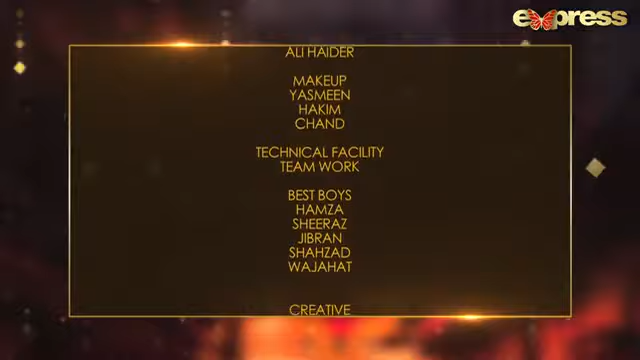 express
ALI HAIDER
MAKEUP
YASMEEN
HAKIM
CHAND
TECHNICAL FACILITY
TEAM WORK
BEST BOYS
HAMZA
SHEERAZ
JIBRAN
SHAHZAD
WAJAHAT
CREATIVE